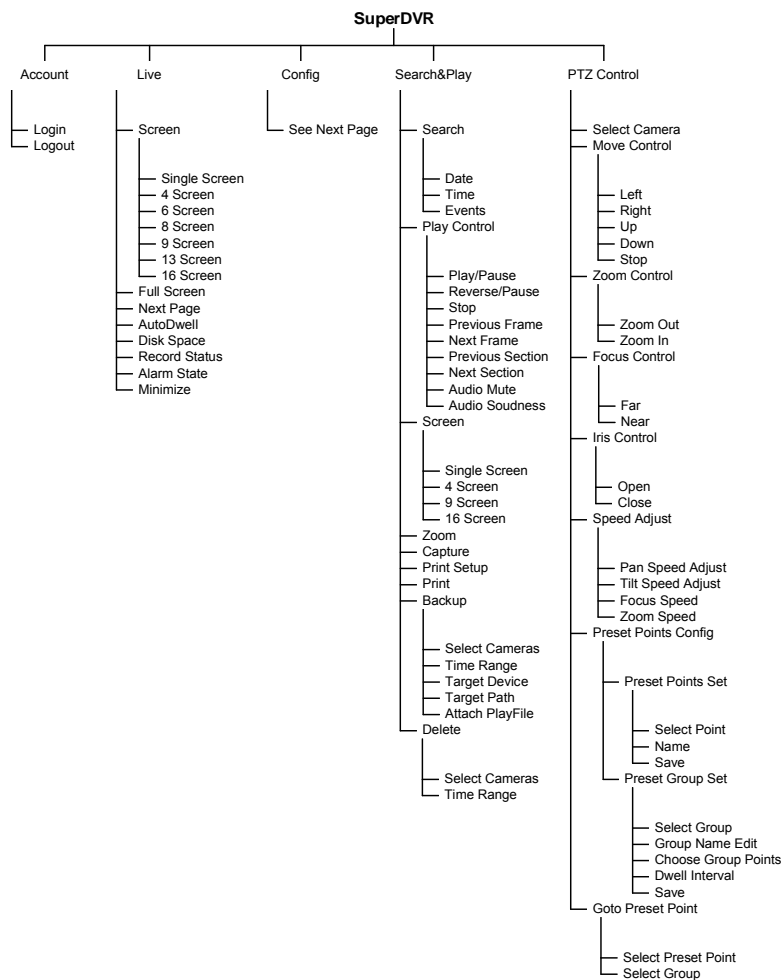 SuperDVR
Account
Login
Logout
Live
Screen
Single Screen
4 Screen
6 Screen
8 Screen
9 Screen
13 Screen
16 Screen
Full Screen
Next Page
AutoDwell
Disk Space
Record Status
Alarm State
Minimize
Config
See Next Page
Search&Play
Search
Date
Time
Events
Play Control
Play/Pause
Reverse/Pause
Stop
Previous Frame
Next Frame
Previous Section
Next Section
Audio Mute
Audio Soudness
Screen
Single Screen
4 Screen
9 Screen
16 Screen
Zoom
Capture
Print Setup
Print
Backup
Select Cameras
Time Range
Target Device
Target Path
Attach PlayFile
Delete
Select Cameras
Time Range
PTZ Control
Select Camera
Move Control
Left
Right
Up
Down
Stop
Zoom Control
Zoom Out
Zoom In
Focus Control
Far
Near
Iris Control
Open
Close
Speed Adjust
Pan Speed Adjust
Tilt Speed Adjust
Focus Speed
Zoom Speed
Preset Points Config
Preset Points Set
Select Point
Name
Save
Preset Group Set
Select Group
Group Name Edit
Choose Group Points
Dwell Interval
Save
Goto Preset Point
Select Preset Point
Select Group